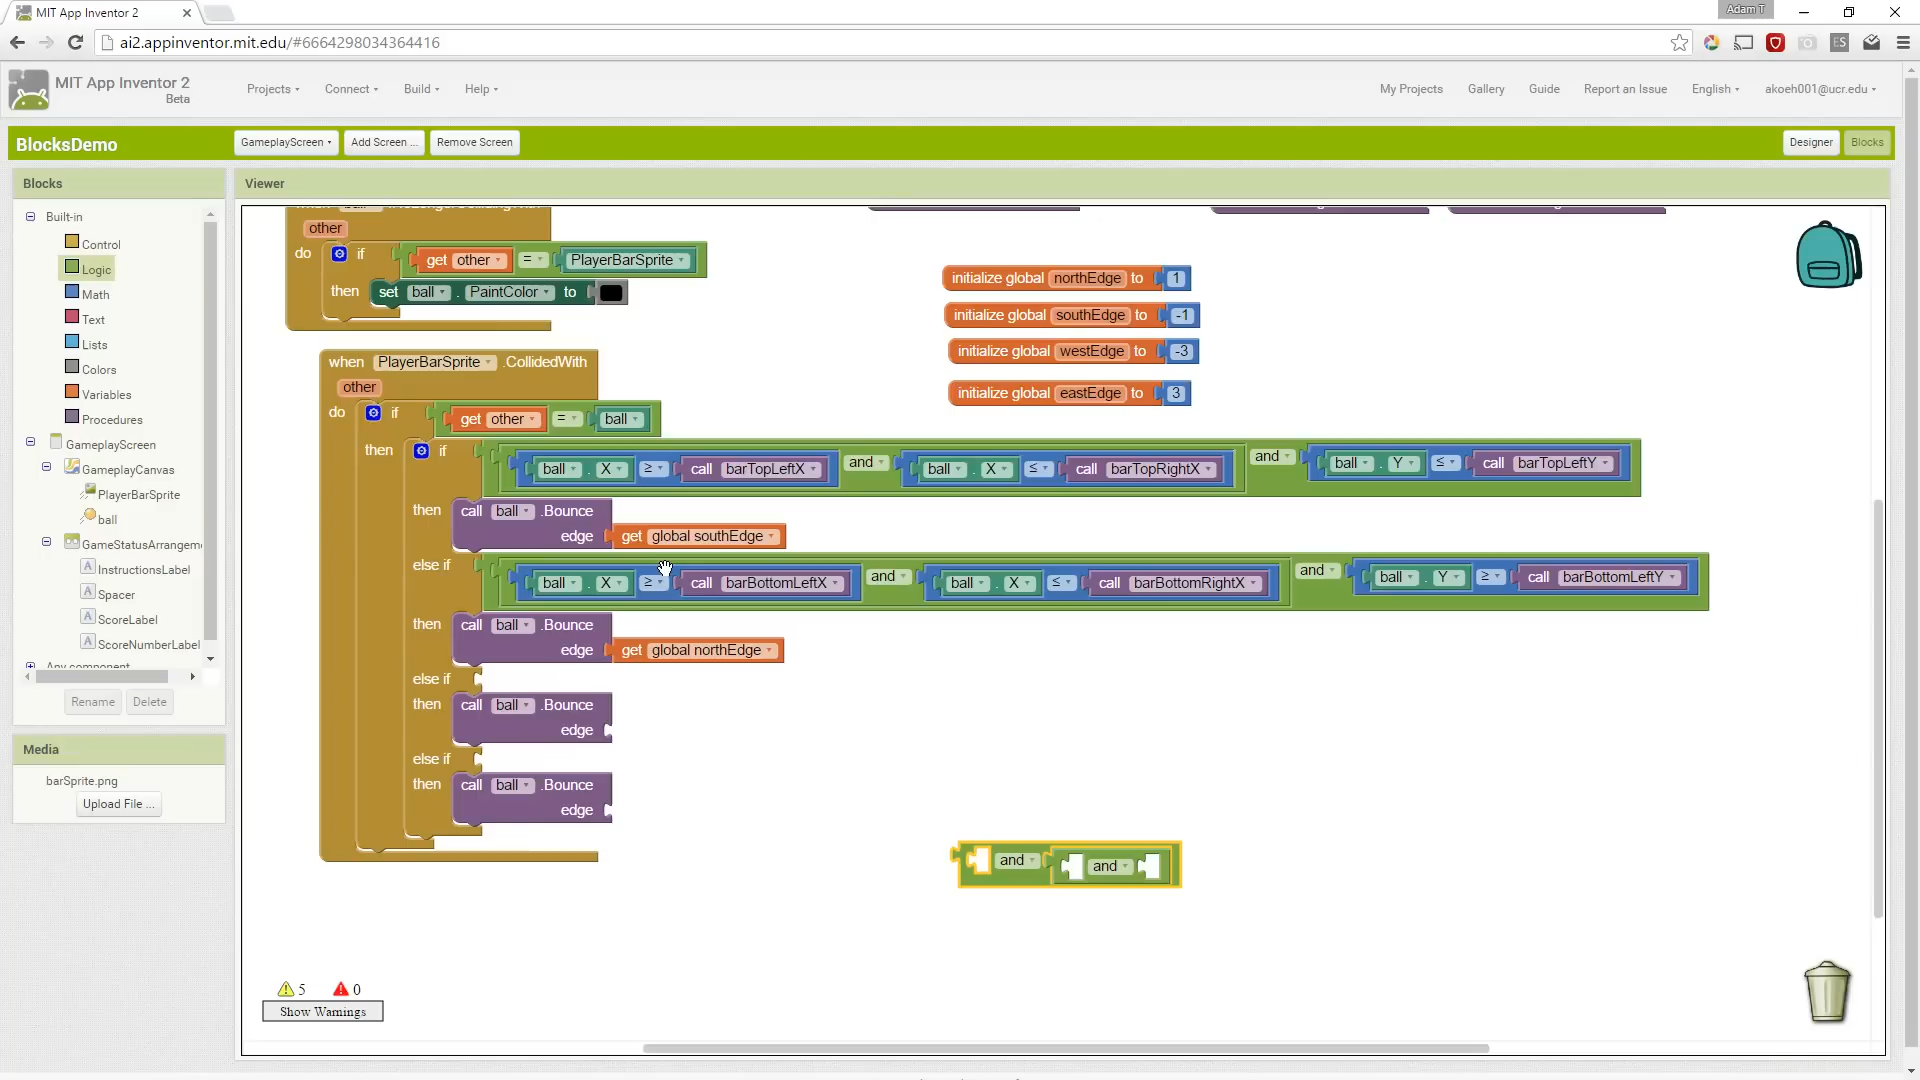 MIT App Inventor 2
Adam T
ai2.appinventor.mit.edu/#6664298034364416
ES
MIT App Inventor 2
Beta
Projects Connect Build Help
My Projects Gallery Guide Report an Issue English akoeh001@ucr.edu
BlocksDemo
GameplayScreen Add Screen ... Remove Screen
Designer Blocks
Blocks
Viewer
Built-in
Control
Logic
Math
Text
Lists
Colors
Variables
Procedures
GameplayScreen
GameplayCanvas
PlayerBarSprite
ball
GameStatusArrangem
InstructionsLabel
Spacer
ScoreLabel
ScoreNumberLabel
Any component
Rename Delete
Media
barSprite.png
Upload File ...
other
do if get other = PlayerBarSprite
then set ball . PaintColor to
initialize global northEdge to 1
initialize global southEdge to -1
initialize global westEdge to -3
initialize global eastEdge to 3
when PlayerBarSprite .CollidedWith
other
do if get other = ball
then if ball . X ≥ call barTopLeftX and ball . X ≤ call barTopRightX and ball . Y ≤ call barTopLeftY
then call ball .Bounce
edge get global southEdge
else if ball . X ≥ call barBottomLeftX and ball . X ≤ call barBottomRightX and ball . Y ≥ call barBottomLeftY
then call ball .Bounce
edge get global northEdge
else if
then call ball .Bounce
edge
else if
then call ball .Bounce
edge
and and
5 0
Show Warnings